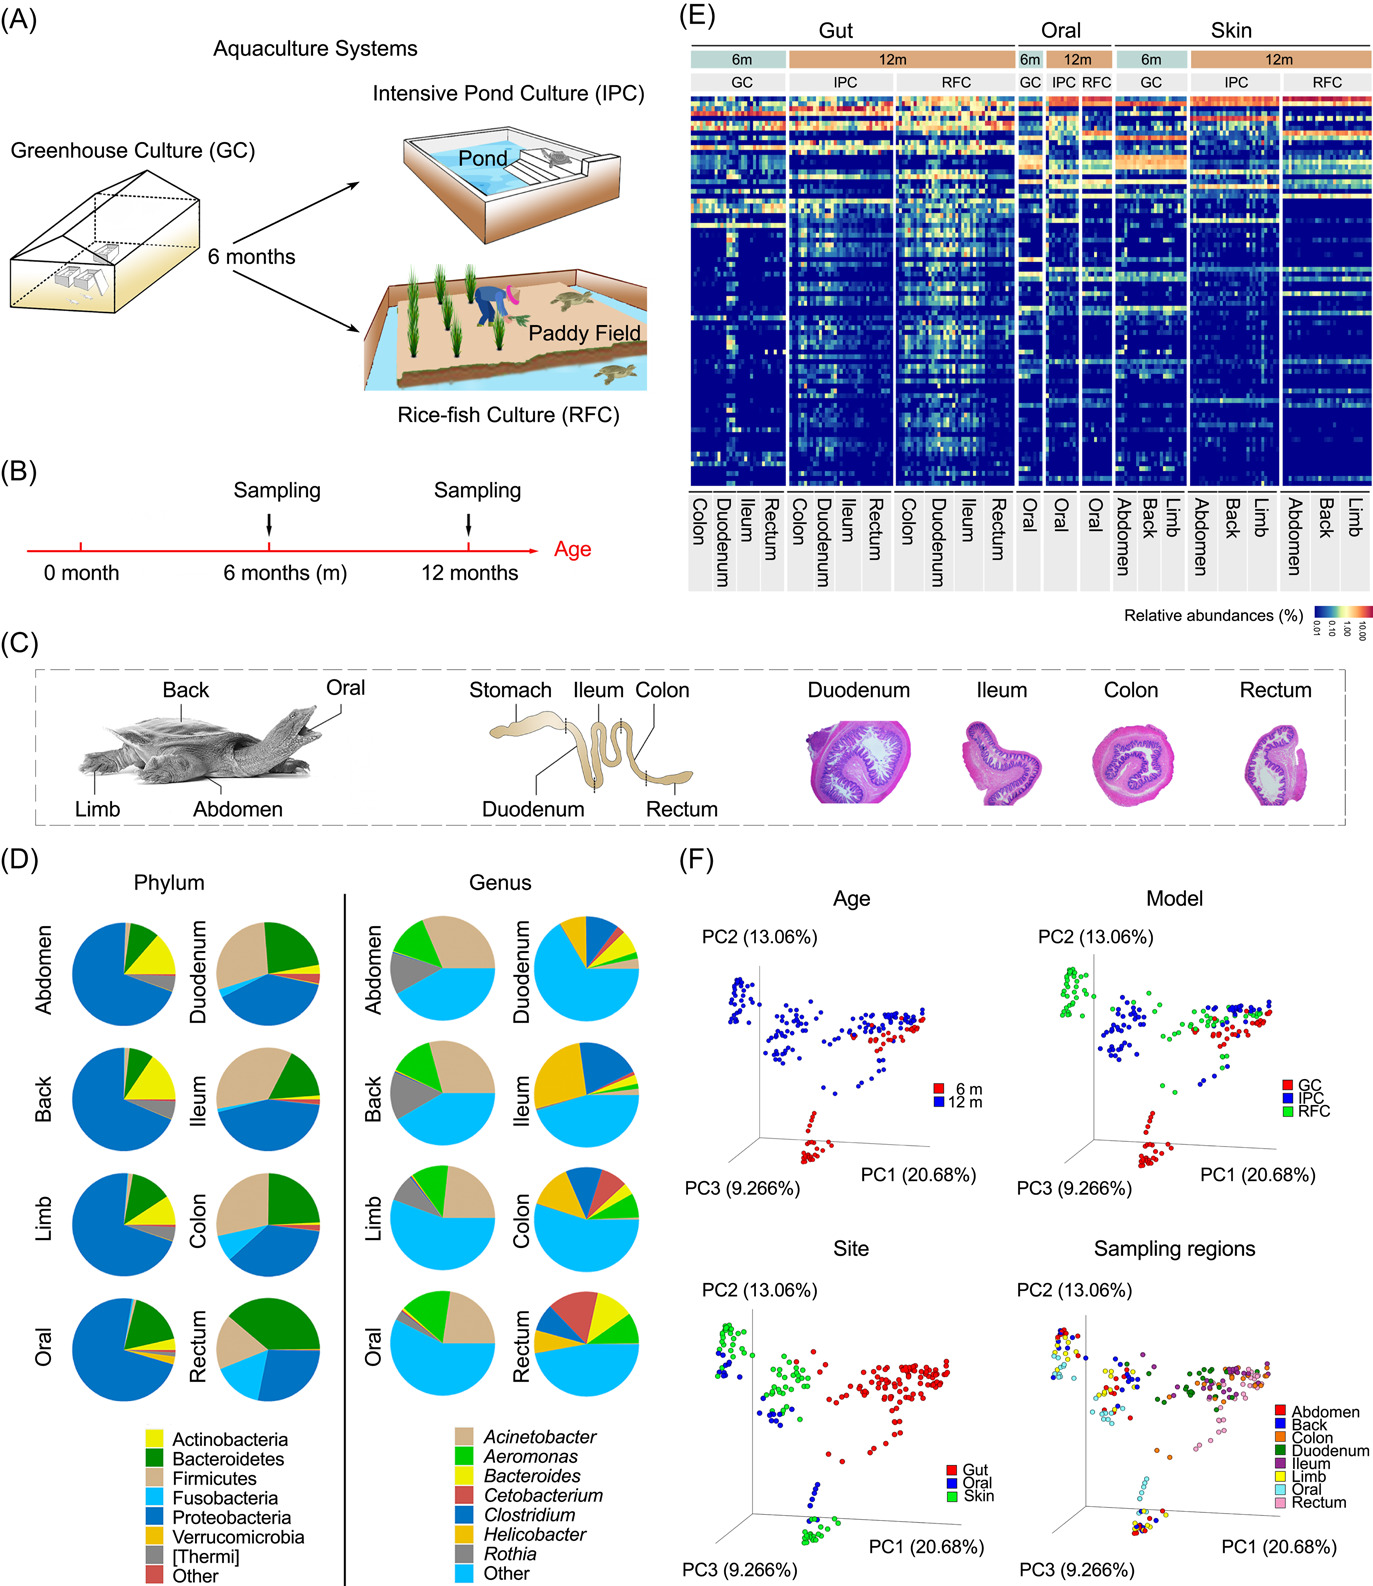 (A)
Aquaculture Systems
Intensive Pond Culture (IPC)
Greenhouse Culture (GC)
Pond
6 months
Paddy Field
Rice-fish Culture (RFC)
(B)
Sampling Sampling
Age
0 month 6 months (m) 12 months
(C)
Back Oral
Limb Abdomen
Stomach Ileum Colon
Duodenum Rectum
Duodenum Ileum Colon Rectum
(D)
Phylum
Abdomen Duodenum
Back Ileum
Limb Colon
Oral Rectum
Actinobacteria
Bacteroidetes
Firmicutes
Fusobacteria
Proteobacteria
Verrucomicrobia
[Thermi]
Other
Genus
Abdomen Duodenum
Back Ileum
Limb Colon
Oral Rectum
Acinetobacter
Aeromonas
Bacteroides
Cetobacterium
Clostridium
Helicobacter
Rothia
Other
(E)
Gut Oral Skin
6m 12m 6m 12m 6m 12m
GC IPC RFC GC IPC RFC GC IPC RFC
Colon Duodenum Ileum Rectum Colon Duodenum Ileum Rectum Colon Duodenum Ileum Rectum Oral Oral Oral Abdomen Back Limb Abdomen Back Limb Abdomen Back Limb
Relative abundances (%)
0.01 0.10 1.00 10.00
(F)
Age
PC2 (13.06%)
6 m
12 m
PC1 (20.68%)
PC3 (9.266%)
Model
PC2 (13.06%)
GC
IPC
RFC
PC1 (20.68%)
PC3 (9.266%)
Site
PC2 (13.06%)
Gut
Oral
Skin
PC1 (20.68%)
PC3 (9.266%)
Sampling regions
PC2 (13.06%)
Abdomen
Back
Colon
Duodenum
Ileum
Limb
Oral
Rectum
PC1 (20.68%)
PC3 (9.266%)